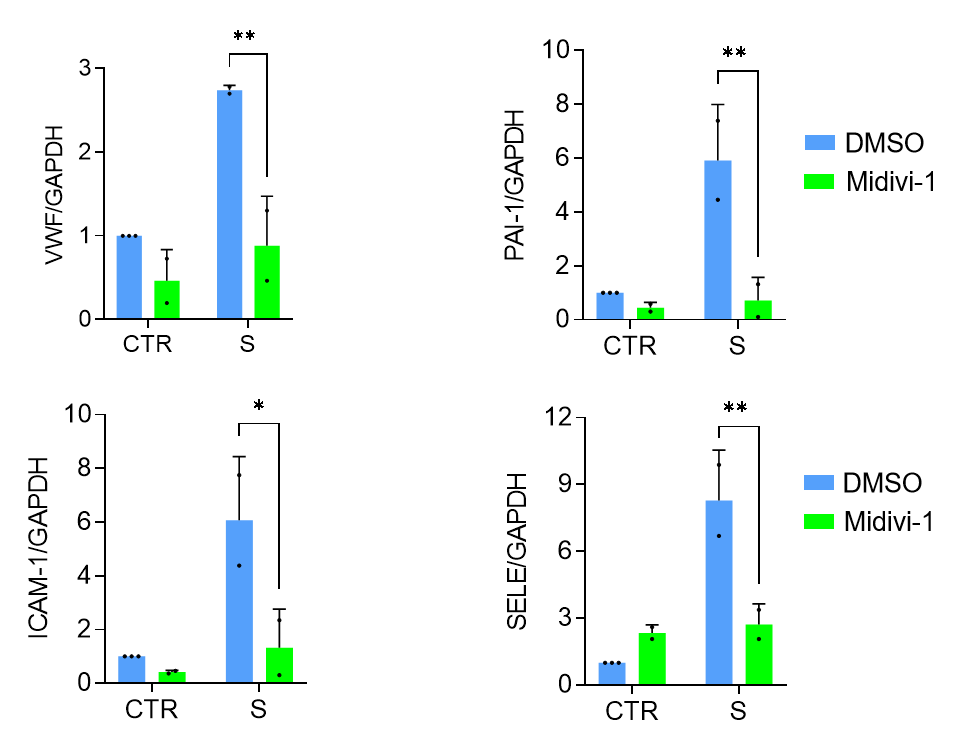 **
VWF/GAPDH
3
2
1
0
CTR
S
**
PAI-1/GAPDH
10
8
6
4
2
0
CTR
S
DMSO
Midivi-1
*
ICAM-1/GAPDH
10
8
6
4
2
0
CTR
S
**
SELE/GAPDH
12
9
6
3
0
CTR
S
DMSO
Midivi-1